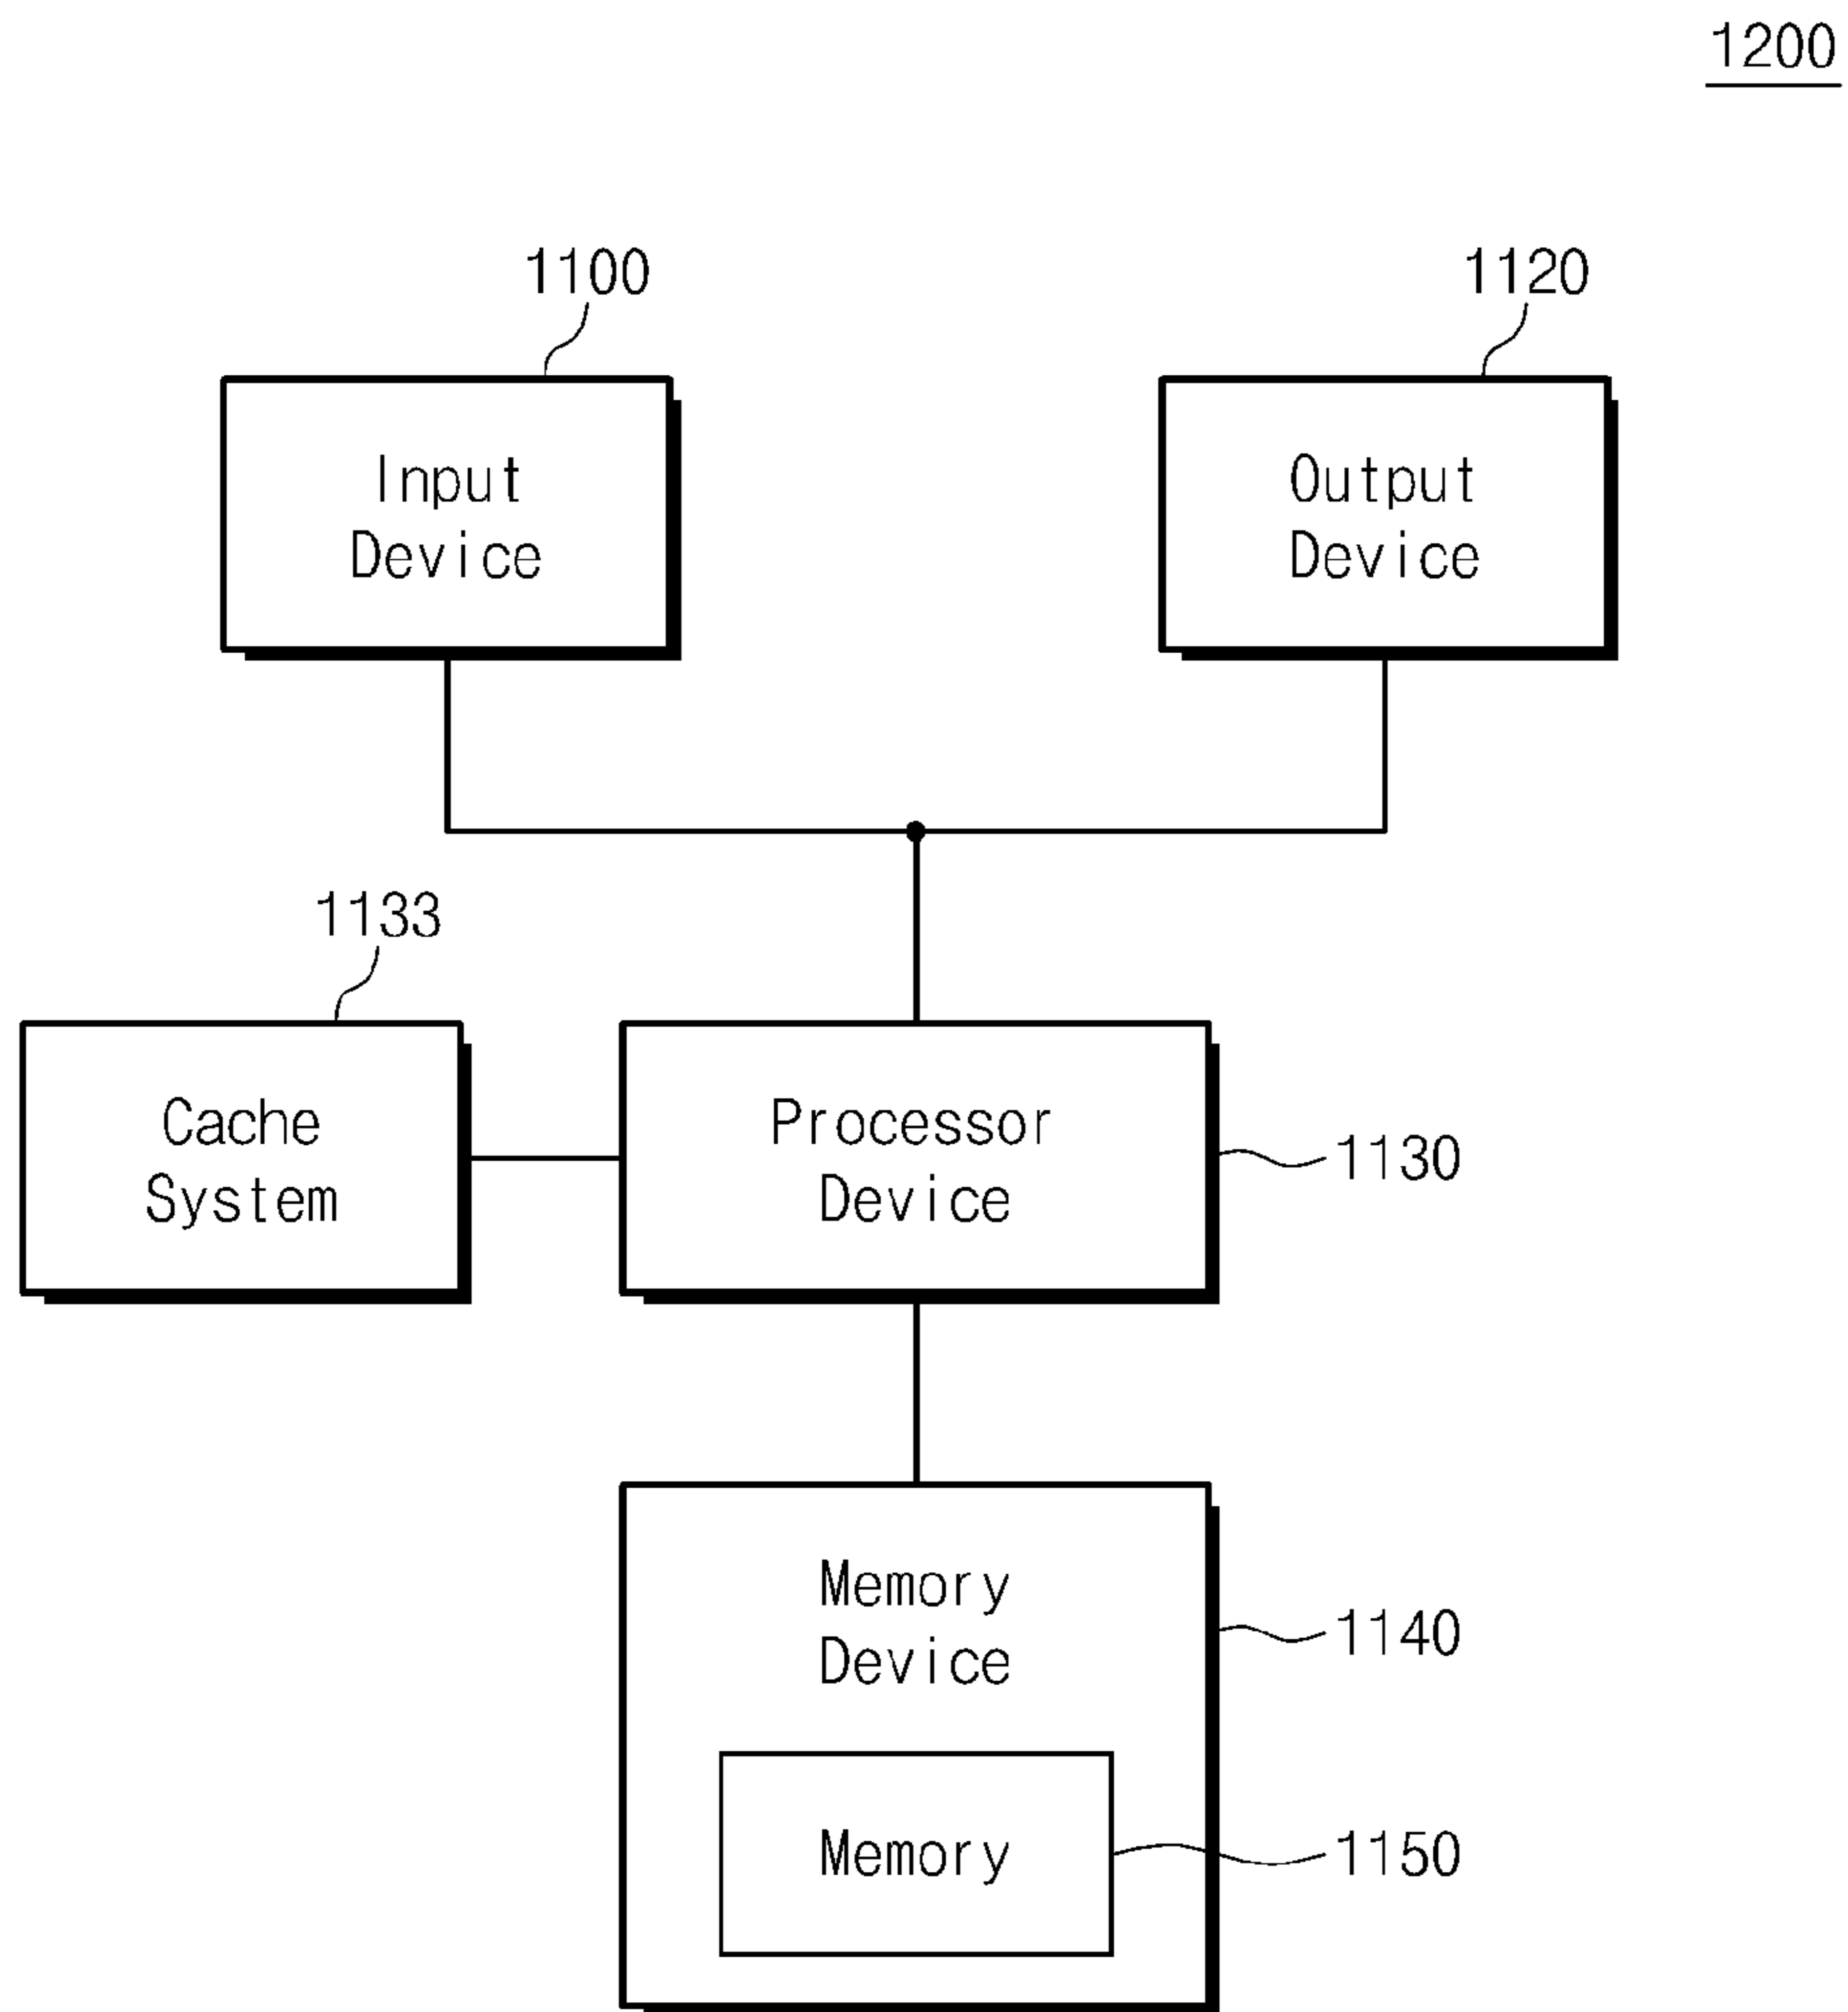 1200
1100
1120
Input
Device
Output
Device
1133
Cache
System
Processor
Device
1130
Memory
Device
1140
Memory
1150